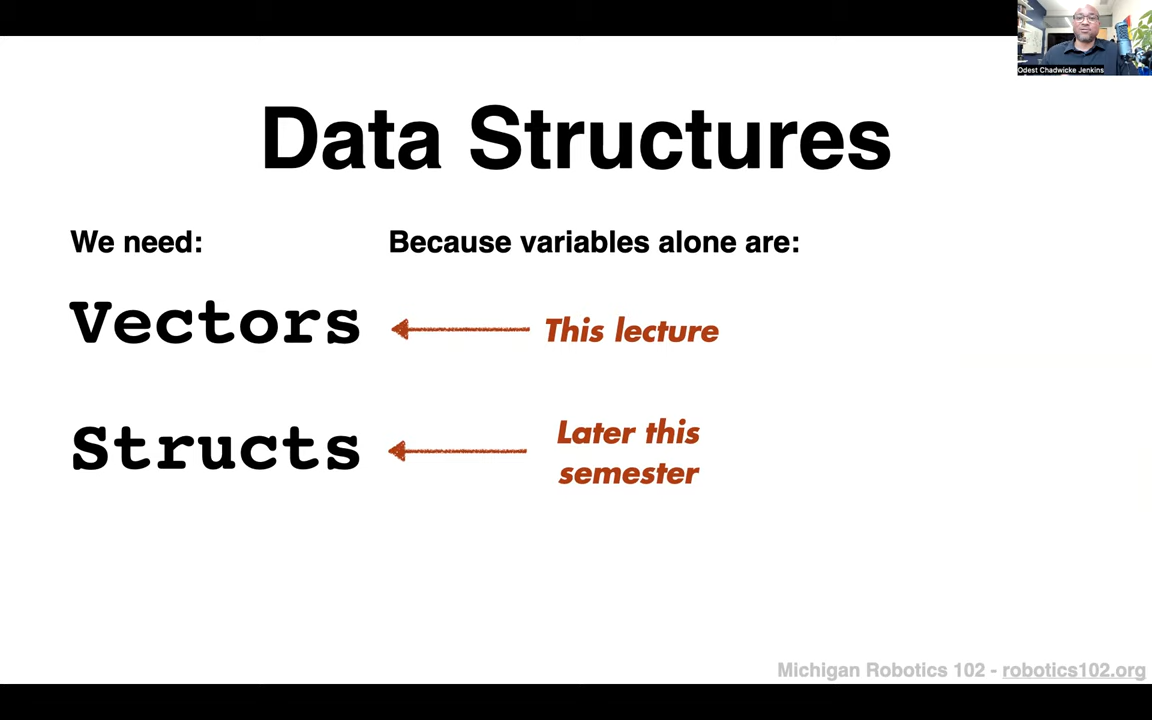 Odest Chadwicke Jenkins
Data Structures
We need:
Because variables alone are:
Vectors
This lecture
Structs
Later this
semester
Michigan Robotics 102 - robotics102.org